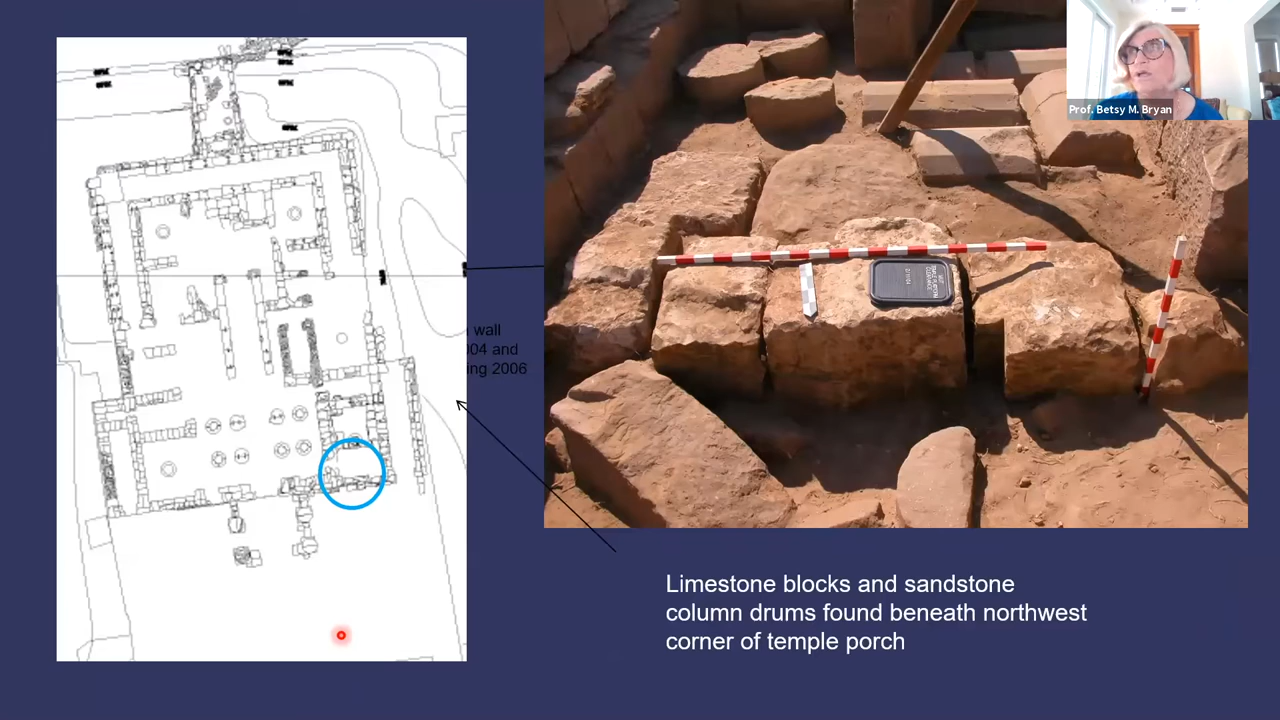 wall
04 and
ing 2006
Prof. Betsy M. Bryan
Limestone blocks and sandstone
column drums found beneath northwest
corner of temple porch